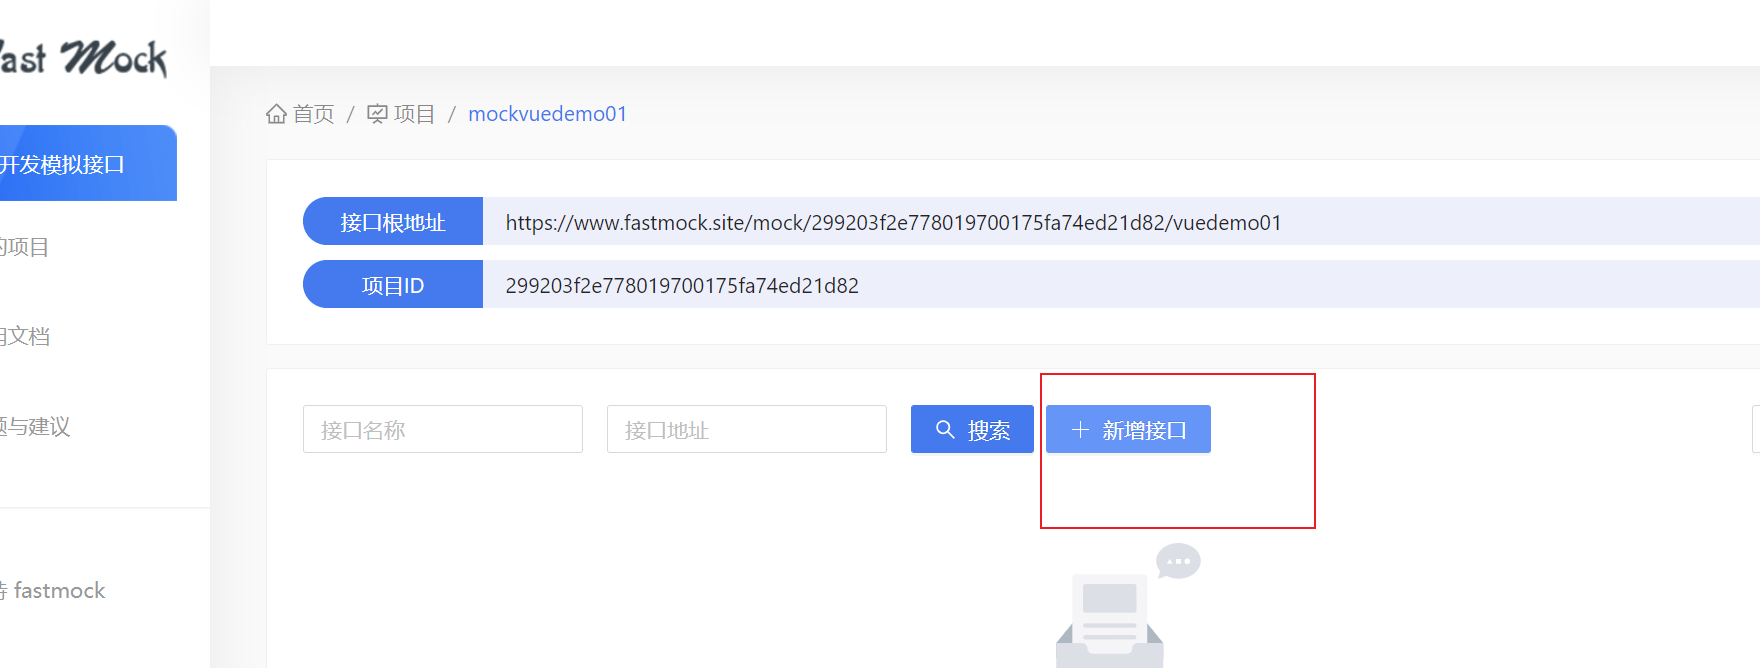 ast Mock
首页 / 项目 / mockvuedemo01
开发模拟接口
接口根地址 https://www.fastmock.site/mock/299203f2e778019700175fa74ed21d82/vuedemo01
的项目
项目ID 299203f2e778019700175fa74ed21d82
文档
接口名称 接口地址 搜索 新增接口
与建议
fastmock